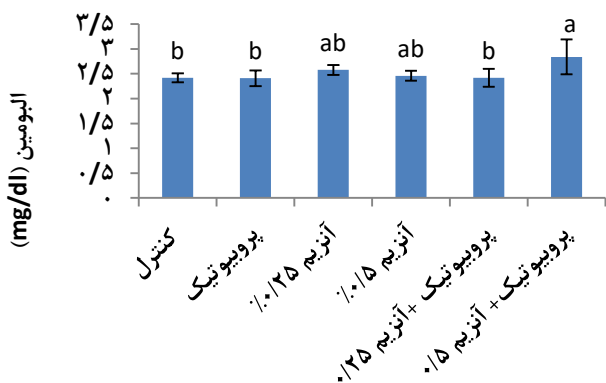 ۳/۵
۳
۲/۵
۲
۱/۵
۱
۰/۵
۰
البومین (mg/dl)
b
b
ab
ab
b
a
کنترل
پروبیوتیک
آنزیم ۰/۲۵٪
آنزیم ۰/۵٪
پروبیوتیک +آنزیم ۰/۲۵
پروبیوتیک+ آنزیم ۰/۵